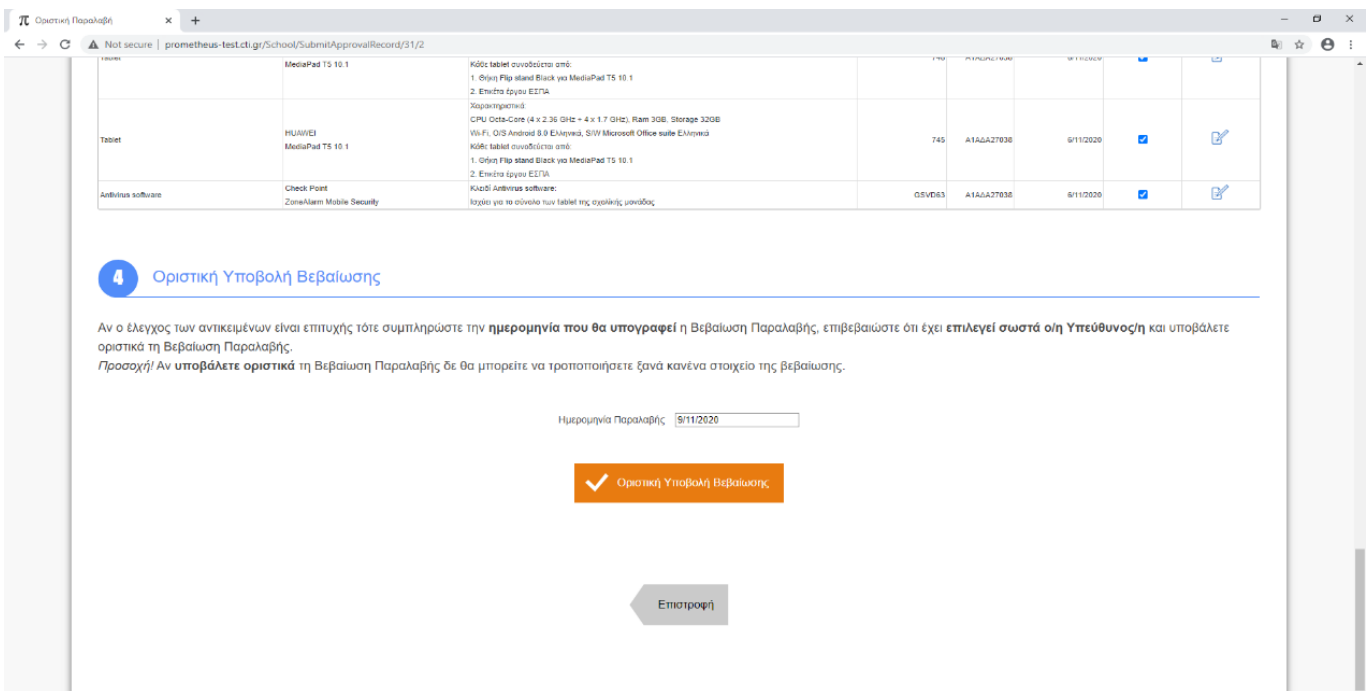 Οριστική Παραλαβή
Not secure | prometheus-test.cti.gr/School/SubmitApprovalRecord/31/2
Tablet
MediaPad T5 10.1
Κάθε tablet συνοδεύεται από:
1. Θήκη Flip stand Black για MediaPad T5 10.1
2. Ετικέτα έργου ΕΣΠΑ
Α1ΑΔΑ27038
6/11/2020
Tablet
HUAWEI
MediaPad T5 10.1
Χαρακτηριστικά:
CPU Octa-Core (4 x 2.36 GHz + 4 x 1.7 GHz), Ram 3GB, Storage 32GB
Wi-Fi, O/S Android 8.0 Ελληνικά, S/W Microsoft Office suite Ελληνικά
Κάθε tablet συνοδεύεται από:
1. Θήκη Flip stand Black για MediaPad T5 10.1
2. Ετικέτα έργου ΕΣΠΑ
745
Α1ΑΔΑ27038
6/11/2020
Antivirus software
Check Point
ZoneAlarm Mobile Security
Κλειδί Antivirus software:
Ισχύει για το σύνολο των tablet της σχολικής μονάδας
GSVD63
Α1ΑΔΑ27038
6/11/2020
4 Οριστική Υποβολή Βεβαίωσης
Αν ο έλεγχος των αντικειμένων είναι επιτυχής τότε συμπληρώστε την ημερομηνία που θα υπογραφεί η Βεβαίωση Παραλαβής, επιβεβαιώστε ότι έχει επιλεγεί σωστά ο/η Υπεύθυνος/η και υποβάλετε
οριστικά τη Βεβαίωση Παραλαβής.
Προσοχή! Αν υποβάλετε οριστικά τη Βεβαίωση Παραλαβής δε θα μπορείτε να τροποποιήσετε ξανά κανένα στοιχείο της βεβαίωσης.
Ημερομηνία Παραλαβής 9/11/2020
Οριστική Υποβολή Βεβαίωσης
Επιστροφή